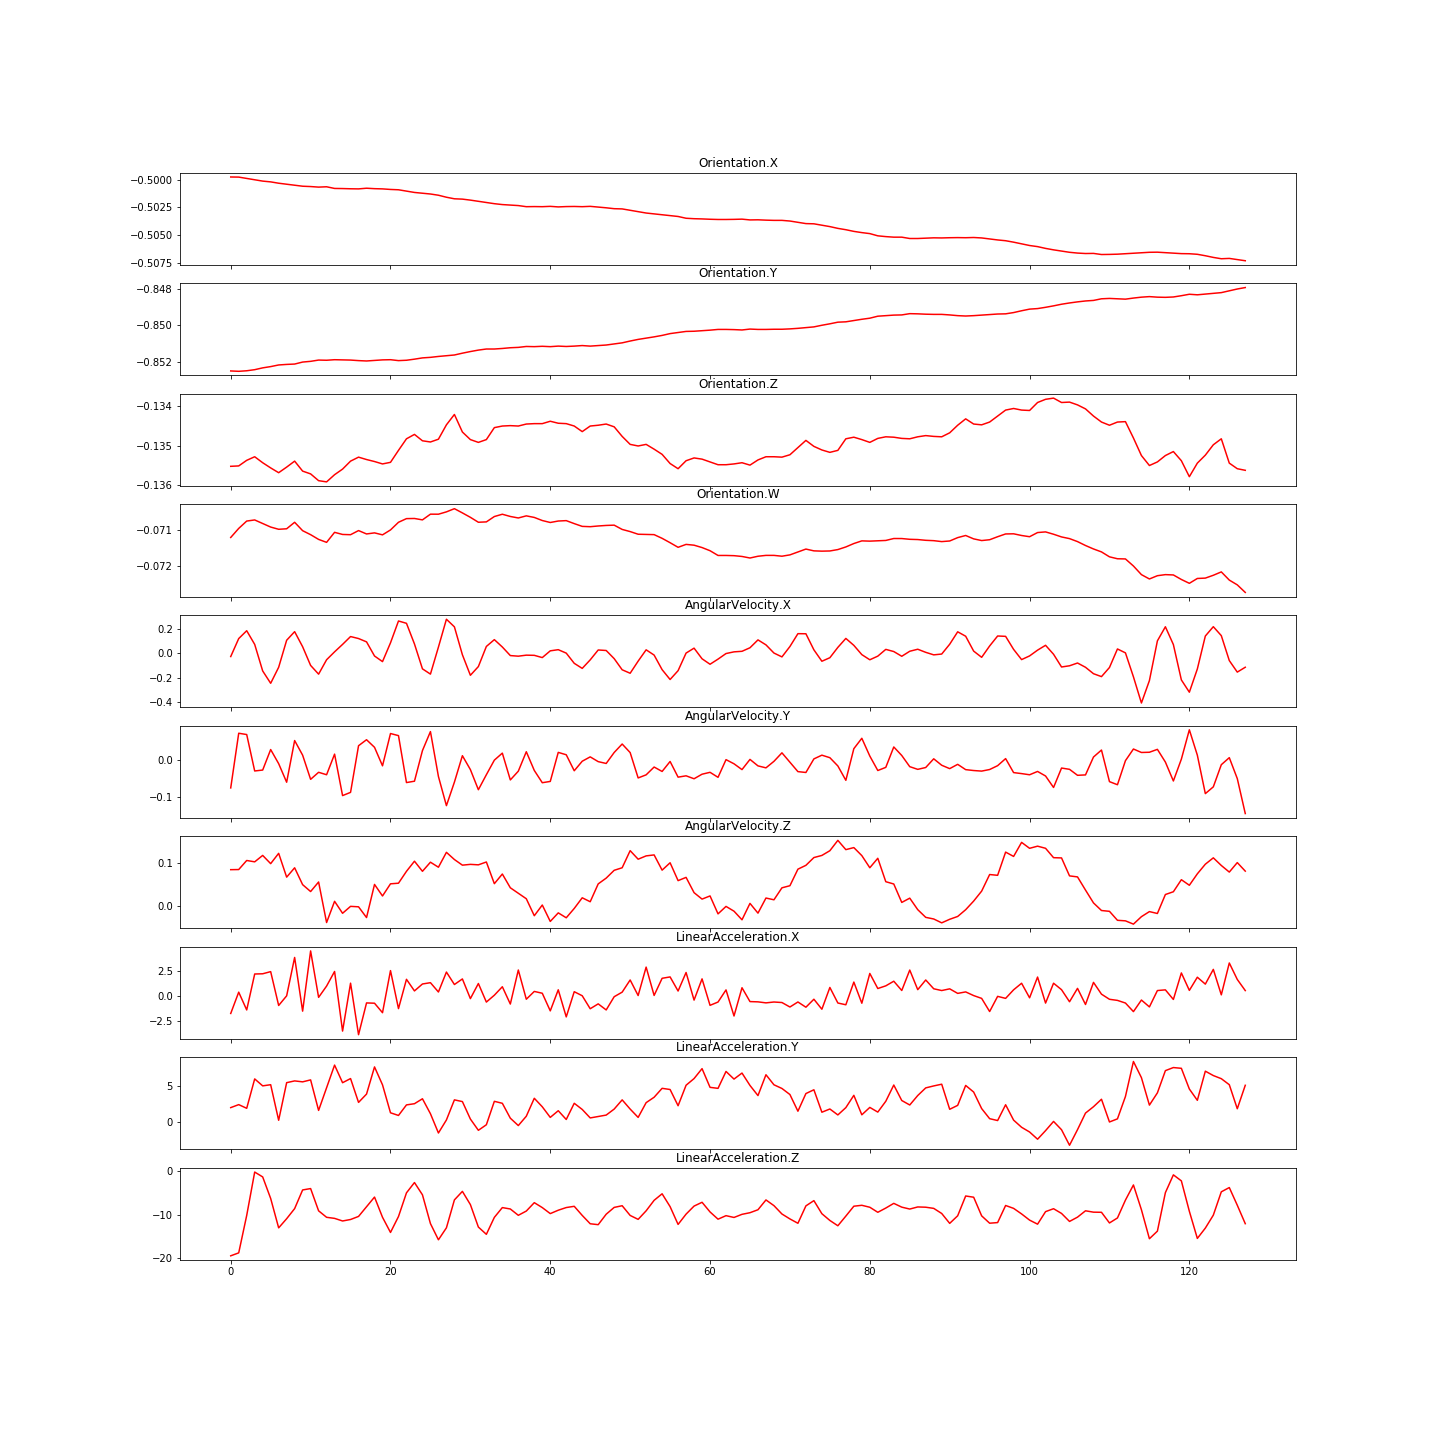 Orientation.X
−0.5000
−0.5025
−0.5050
−0.5075
Orientation.Y
−0.848
−0.850
−0.852
Orientation.Z
−0.134
−0.135
−0.136
Orientation.W
−0.071
−0.072
AngularVelocity.X
0.2
0.0
−0.2
−0.4
AngularVelocity.Y
0.0
−0.1
AngularVelocity.Z
0.1
0.0
LinearAcceleration.X
2.5
0.0
−2.5
LinearAcceleration.Y
5
0
LinearAcceleration.Z
0
−10
−20
0 20 40 60 80 100 120